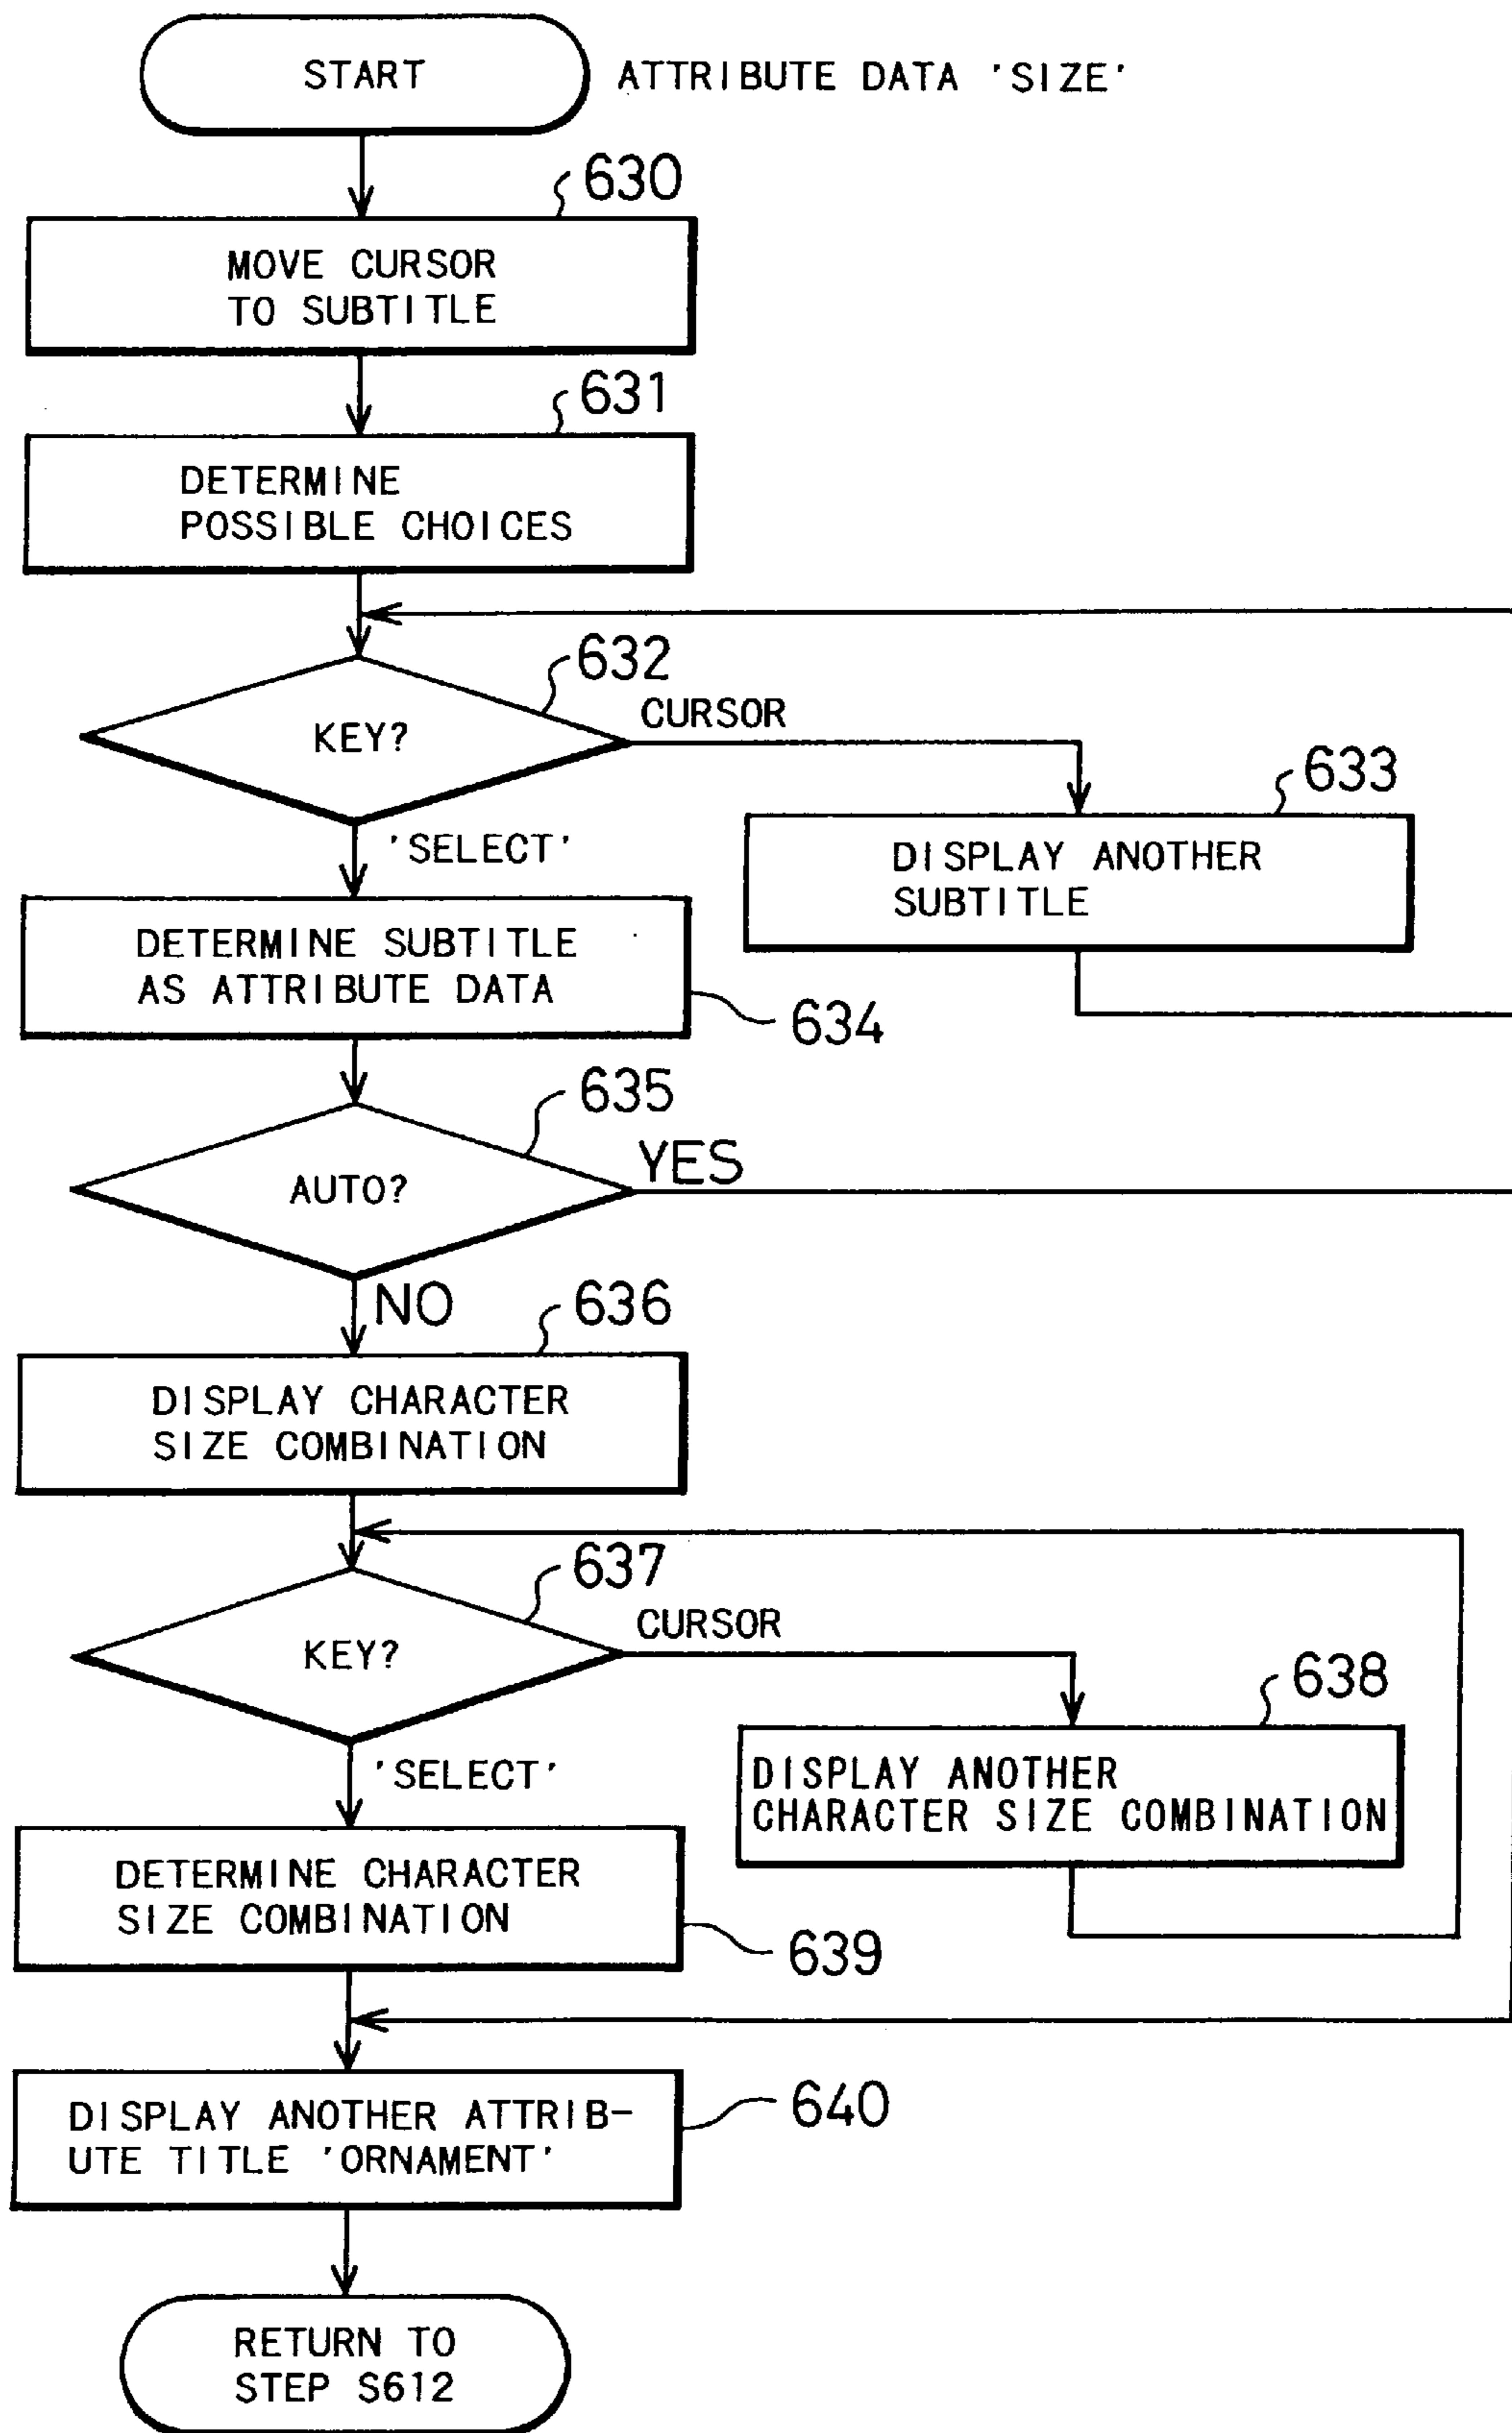 START
ATTRIBUTE DATA 'SIZE'
630
MOVE CURSOR
TO SUBTITLE
631
DETERMINE
POSSIBLE CHOICES
632
KEY?
CURSOR
633
DISPLAY ANOTHER
SUBTITLE
'SELECT'
DETERMINE SUBTITLE
AS ATTRIBUTE DATA
634
635
AUTO?
YES
NO
636
DISPLAY CHARACTER
SIZE COMBINATION
637
KEY?
CURSOR
638
DISPLAY ANOTHER
CHARACTER SIZE COMBINATION
'SELECT'
DETERMINE CHARACTER
SIZE COMBINATION
639
DISPLAY ANOTHER ATTRIB-
UTE TITLE 'ORNAMENT'
640
RETURN TO
STEP S612